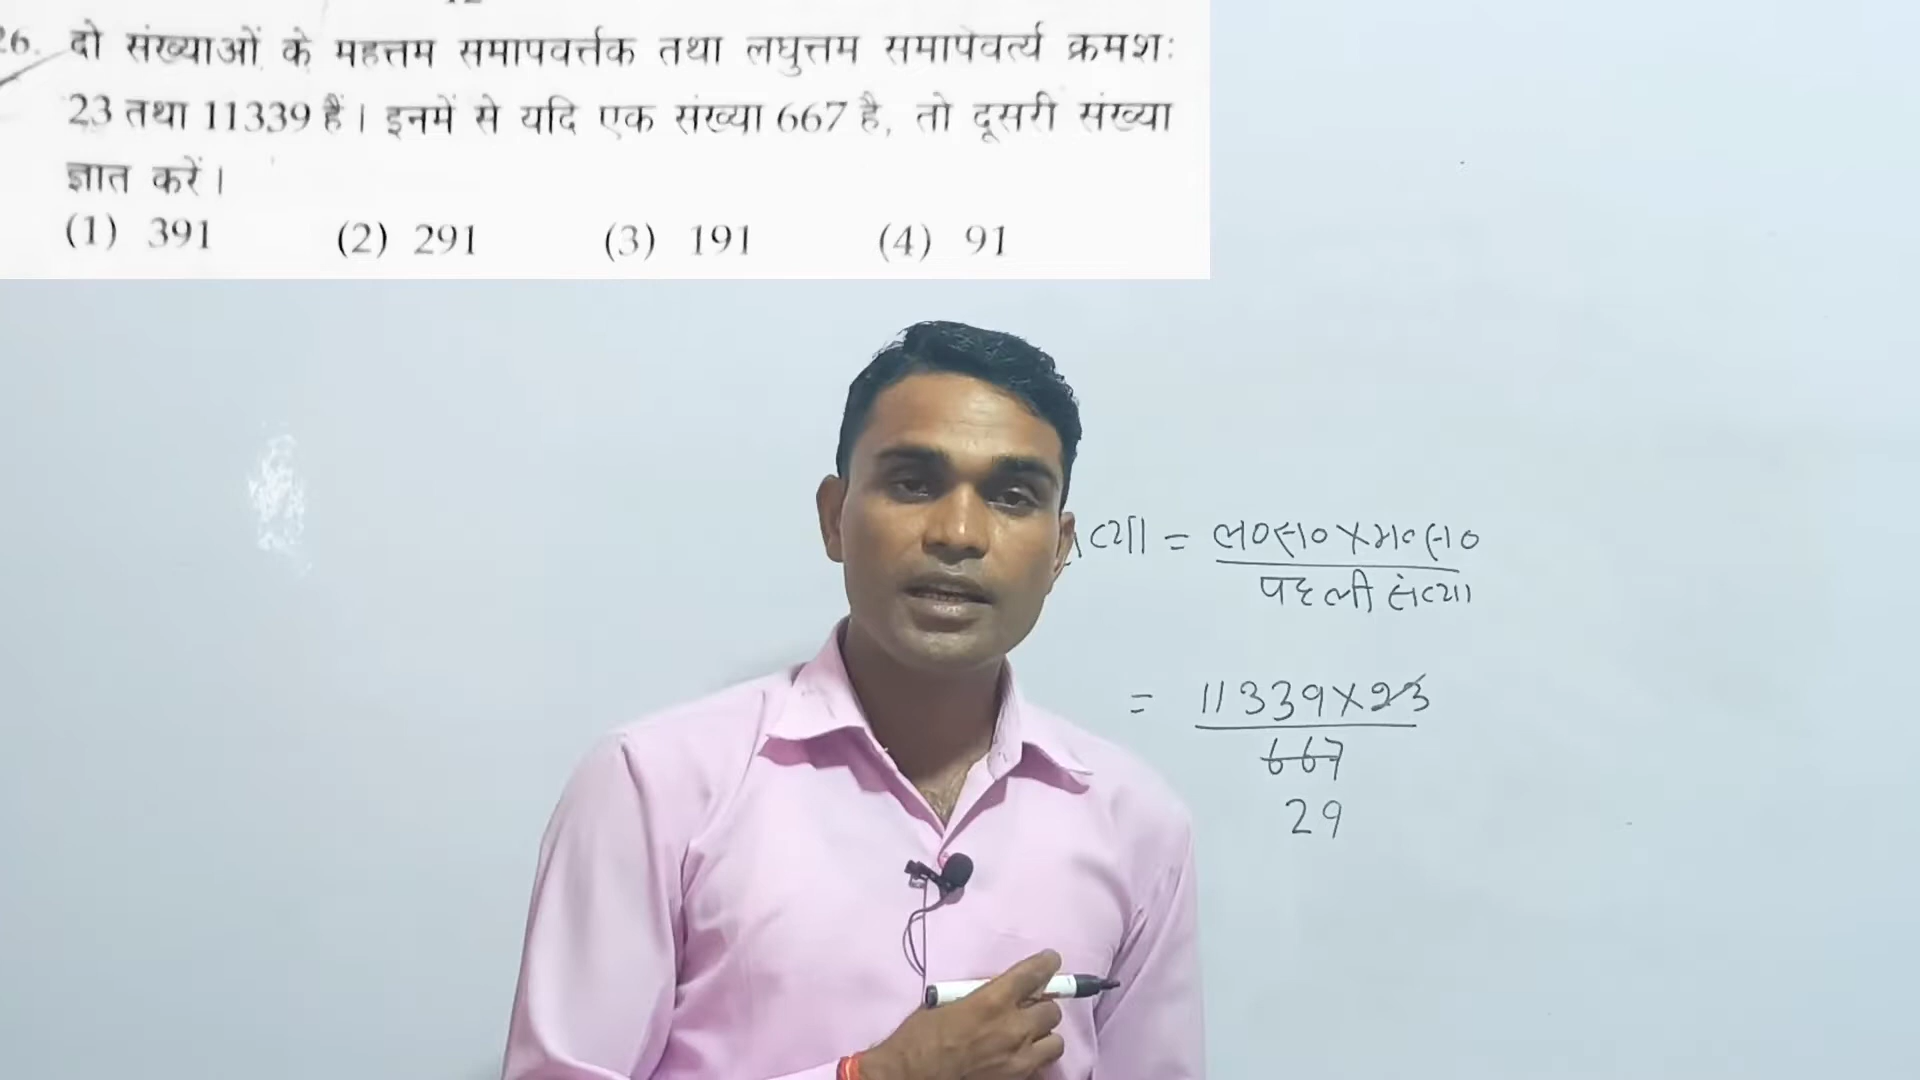 26. दो संख्याओं के महत्तम समापवर्त्तक तथा लघुत्तम समापवर्त्य क्रमशः
23 तथा 11339 हैं। इनमें से यदि एक संख्या 667 है, तो दूसरी संख्या
ज्ञात करें।
(1) 391 (2) 291 (3) 191 (4) 91
= ल०स० × म०स०
पहली संख्या
= 11339 × 23
667
29